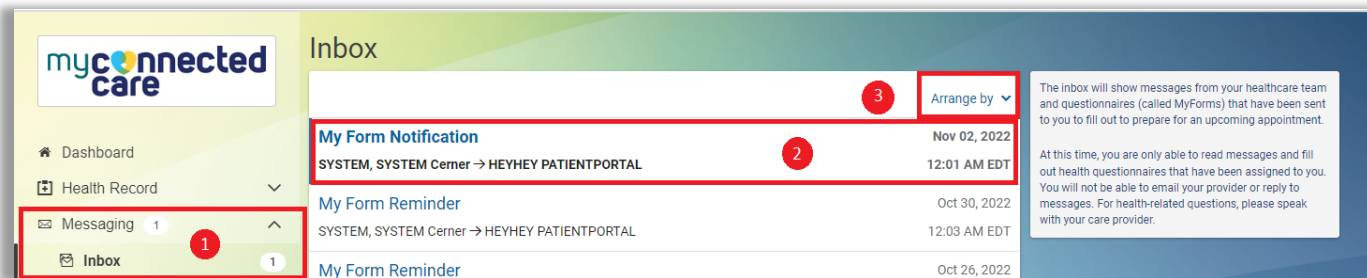 myconnected
care
Dashboard
Health Record
Messaging 1
1
Inbox 1
Inbox
3
Arrange by
My Form Notification Nov 02, 2022
2
SYSTEM, SYSTEM Cerner → HEYHEY PATIENTPORTAL 12:01 AM EDT
My Form Reminder Oct 30, 2022
SYSTEM, SYSTEM Cerner → HEYHEY PATIENTPORTAL 12:03 AM EDT
My Form Reminder Oct 26, 2022
The inbox will show messages from your healthcare team
and questionnaires (called MyForms) that have been sent
to you to fill out to prepare for an upcoming appointment.
At this time, you are only able to read messages and fill
out health questionnaires that have been assigned to you.
You will not be able to email your provider or reply to
messages. For health-related questions, please speak
with your care provider.